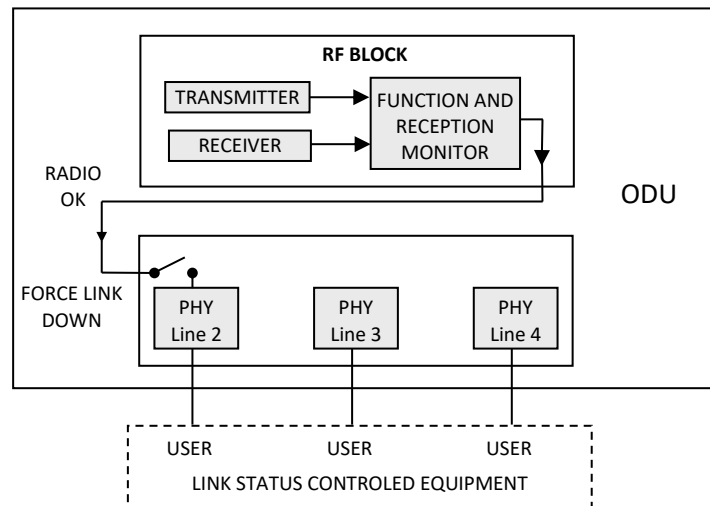 RF BLOCK
TRANSMITTER
RECEIVER
FUNCTION AND
RECEPTION
MONITOR
RADIO
OK
ODU
FORCE LINK
DOWN
PHY
Line 2
PHY
Line 3
PHY
Line 4
USER USER USER
LINK STATUS CONTROLED EQUIPMENT